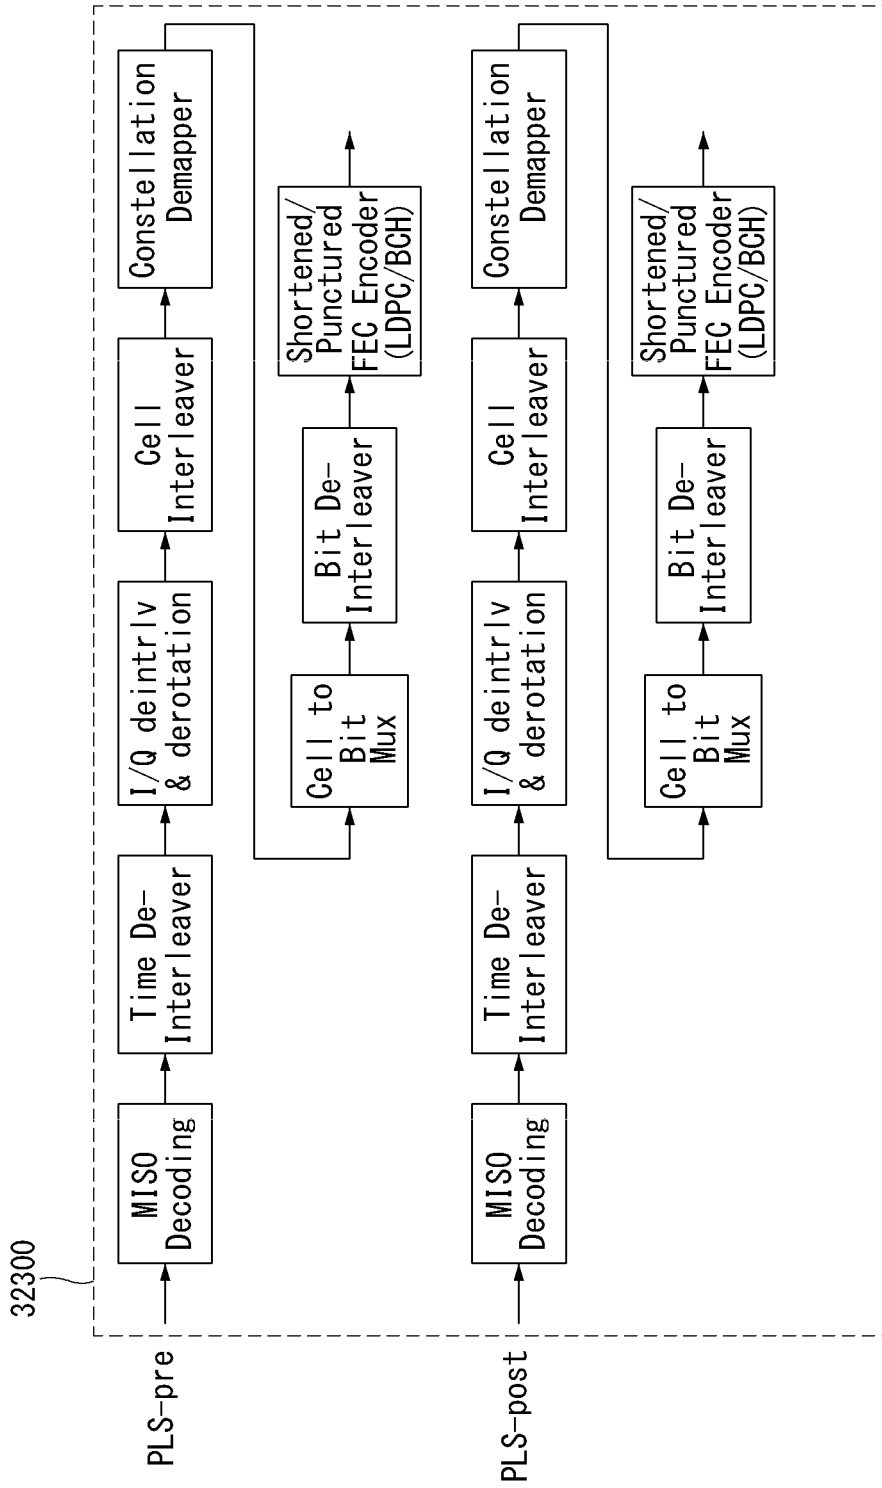 32300
PLS-pre
MISO
Decoding
Time De-
Interleaver
I/Q deintrlv
& derotation
Cell
Interleaver
Constellation
Demapper
Cell to
Bit
Mux
Bit De-
Interleaver
Shortened/
Punctured
FEC Encoder
(LDPC/BCH)
PLS-post
MISO
Decoding
Time De-
Interleaver
I/Q deintrlv
& derotation
Cell
Interleaver
Constellation
Demapper
Cell to
Bit
Mux
Bit De-
Interleaver
Shortened/
Punctured
FEC Encoder
(LDPC/BCH)